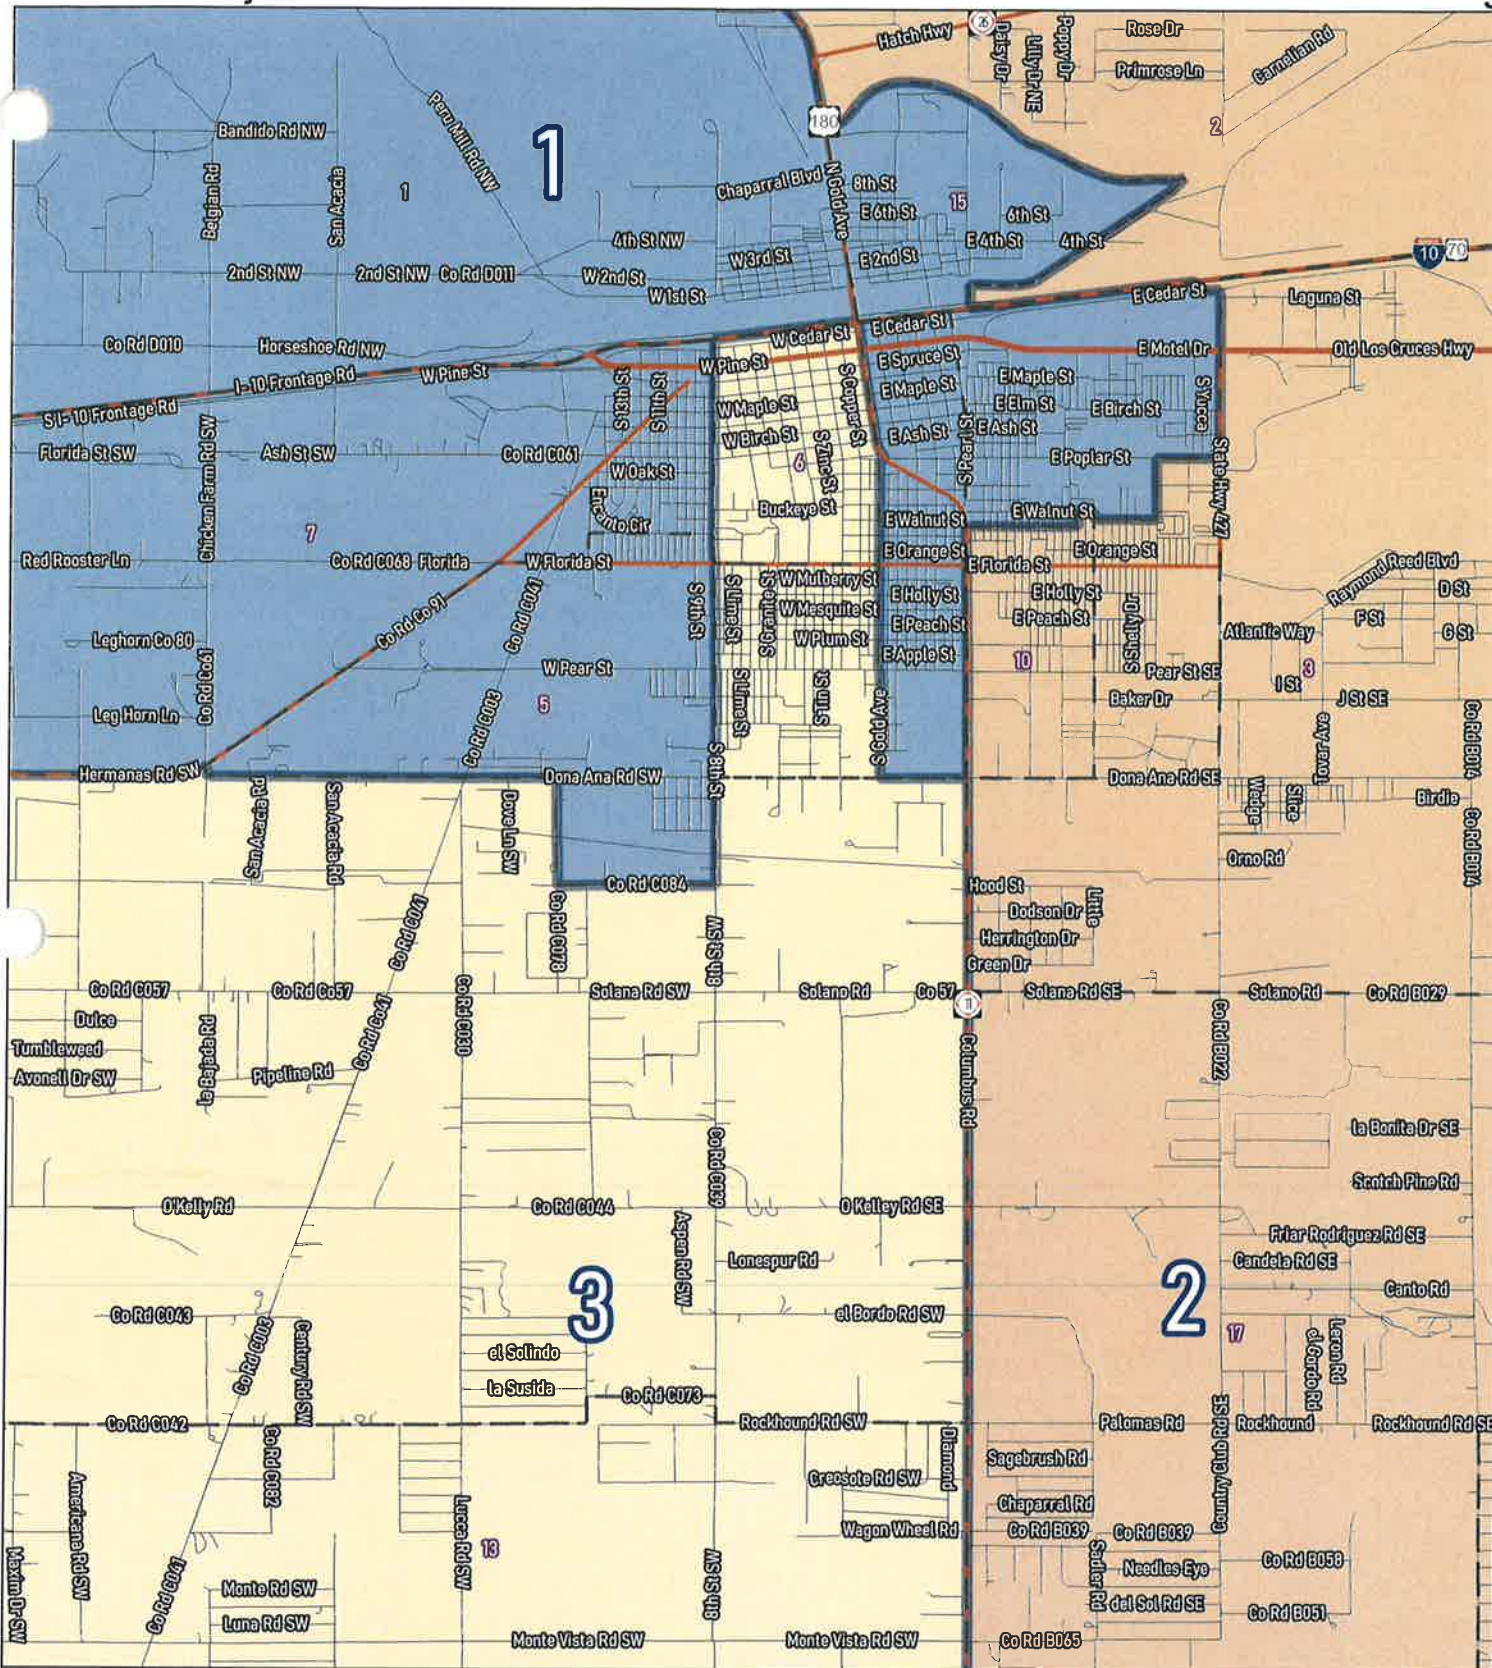 Hatch Hwy
26
Daisy Dr
Lilly Dr NE
Poppy Dr
Rose Dr
Primrose Ln
Carnelian Rd
2
180
Bandido Rd NW
Peru Mill Rd NW
1
1
Belgian Rd
San Acacia
Chaparral Blvd
N Gold Ave
8th St
E 6th St
15
6th St
4th St NW
E 4th St
4th St
W 3rd St
E 2nd St
10
70
2nd St NW
2nd St NW
Co Rd D011
W 2nd St
W 1st St
E Cedar St
Laguna St
W Cedar St
E Cedar St
Co Rd D010
Horseshoe Rd NW
E Motel Dr
Old Los Cruces Hwy
I-10 Frontage Rd
W Pine St
W Pine St
E Spruce St
S I-10 Frontage Rd
S 13th St
S 11th St
S Copper St
E Maple St
E Maple St
S Yucca
W Maple St
E Elm St
E Birch St
Florida St SW
Chicken Farm Rd SW
Ash St SW
Co Rd C061
W Birch St
S Zinc St
E Ash St
S Pearl St
E Ash St
E Poplar St
State Hwy 427
W Oak St
6
Encanto Cir
Buckeye St
E Walnut St
E Walnut St
7
E Orange St
E Orange St
Red Rooster Ln
Co Rd C068
Florida
W Florida St
E Florida St
Raymond Reed Blvd
W Mulberry St
E Holly St
E Holly St
D St
Co Rd Co 91
Co Rd C041
S 9th St
S Lime St
S Granite St
W Mesquite St
E Peach St
E Peach St
S Shelly Dr
Atlantic Way
F St
G St
Leghorn Co 80
W Plum St
E Apple St
10
Co Rd Co61
W Pear St
Pear St SE
3
I St
5
S Lime St
Baker Dr
J St SE
Leg Horn Ln
Co Rd C003
S Gold Ave
Tovar Ave
Co Rd B014
Hermanas Rd SW
Dona Ana Rd SW
S 8th St
Dona Ana Rd SE
San Acacia Rd
San Acacia Rd
Dove Ln SW
Wedge
Slice
Birdie
Orno Rd
Co Rd B014
Co Rd C084
Hood St
Dodson Dr
Little
Herrington Dr
Green Dr
Co Rd C041
Co Rd C078
Co Rd C057
Co Rd Co57
Solana Rd SW
Solano Rd
Co 57
11
Solana Rd SE
Solano Rd
Co Rd B029
Dulce
Tumbleweed
Avonell Dr SW
la Bajada Rd
Pipeline Rd
Co Rd Co41
Co Rd C030
Columbus Rd
Co Rd B022
la Bonita Dr SE
Co Rd C039
Scotch Pine Rd
O'Kelly Rd
Co Rd C044
O Kelley Rd SE
Aspen Rd SW
Lonespur Rd
Friar Rodriguez Rd SE
Candela Rd SE
Canto Rd
3
2
Co Rd C043
el Bordo Rd SW
17
Co Rd C003
Century Rd SW
el Solindo
la Susida
Co Rd C073
el Gordo Rd
Leron Rd
Co Rd C042
Rockhound Rd SW
Palomas Rd
Country Club Rd SE
Rockhound
Rockhound Rd SE
Co Rd C082
Diamond
Sagebrush Rd
Creosote Rd SW
Americana Rd SW
Lucca Rd SW
Chaparral Rd
Wagon Wheel Rd
Co Rd B039
Co Rd B039
13
Maxim Dr SW
Co Rd C041
Monte Rd SW
Sadler Rd
Needles Eye
Co Rd B058
Luna Rd SW
del Sol Rd SE
Co Rd B051
Monte Vista Rd SW
Monte Vista Rd SW
Co Rd B065